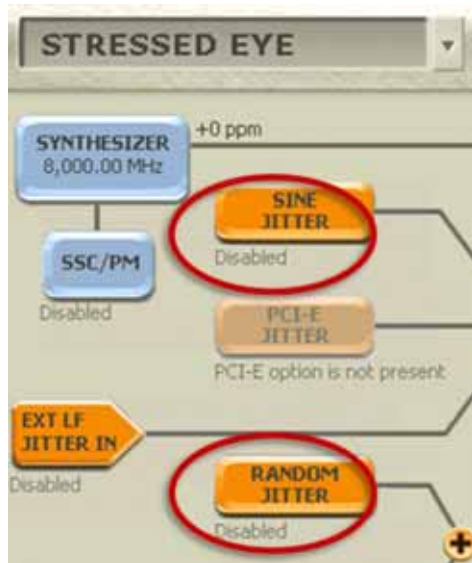 STRESSED EYE
SYNTHESIZER
8,000.00 MHz
+0 ppm
SINE
JITTER
Disabled
SSC/PM
Disabled
PCI-E
JITTER
PCI-E option is not present
EXT LF
JITTER IN
Disabled
RANDOM
JITTER
Disabled